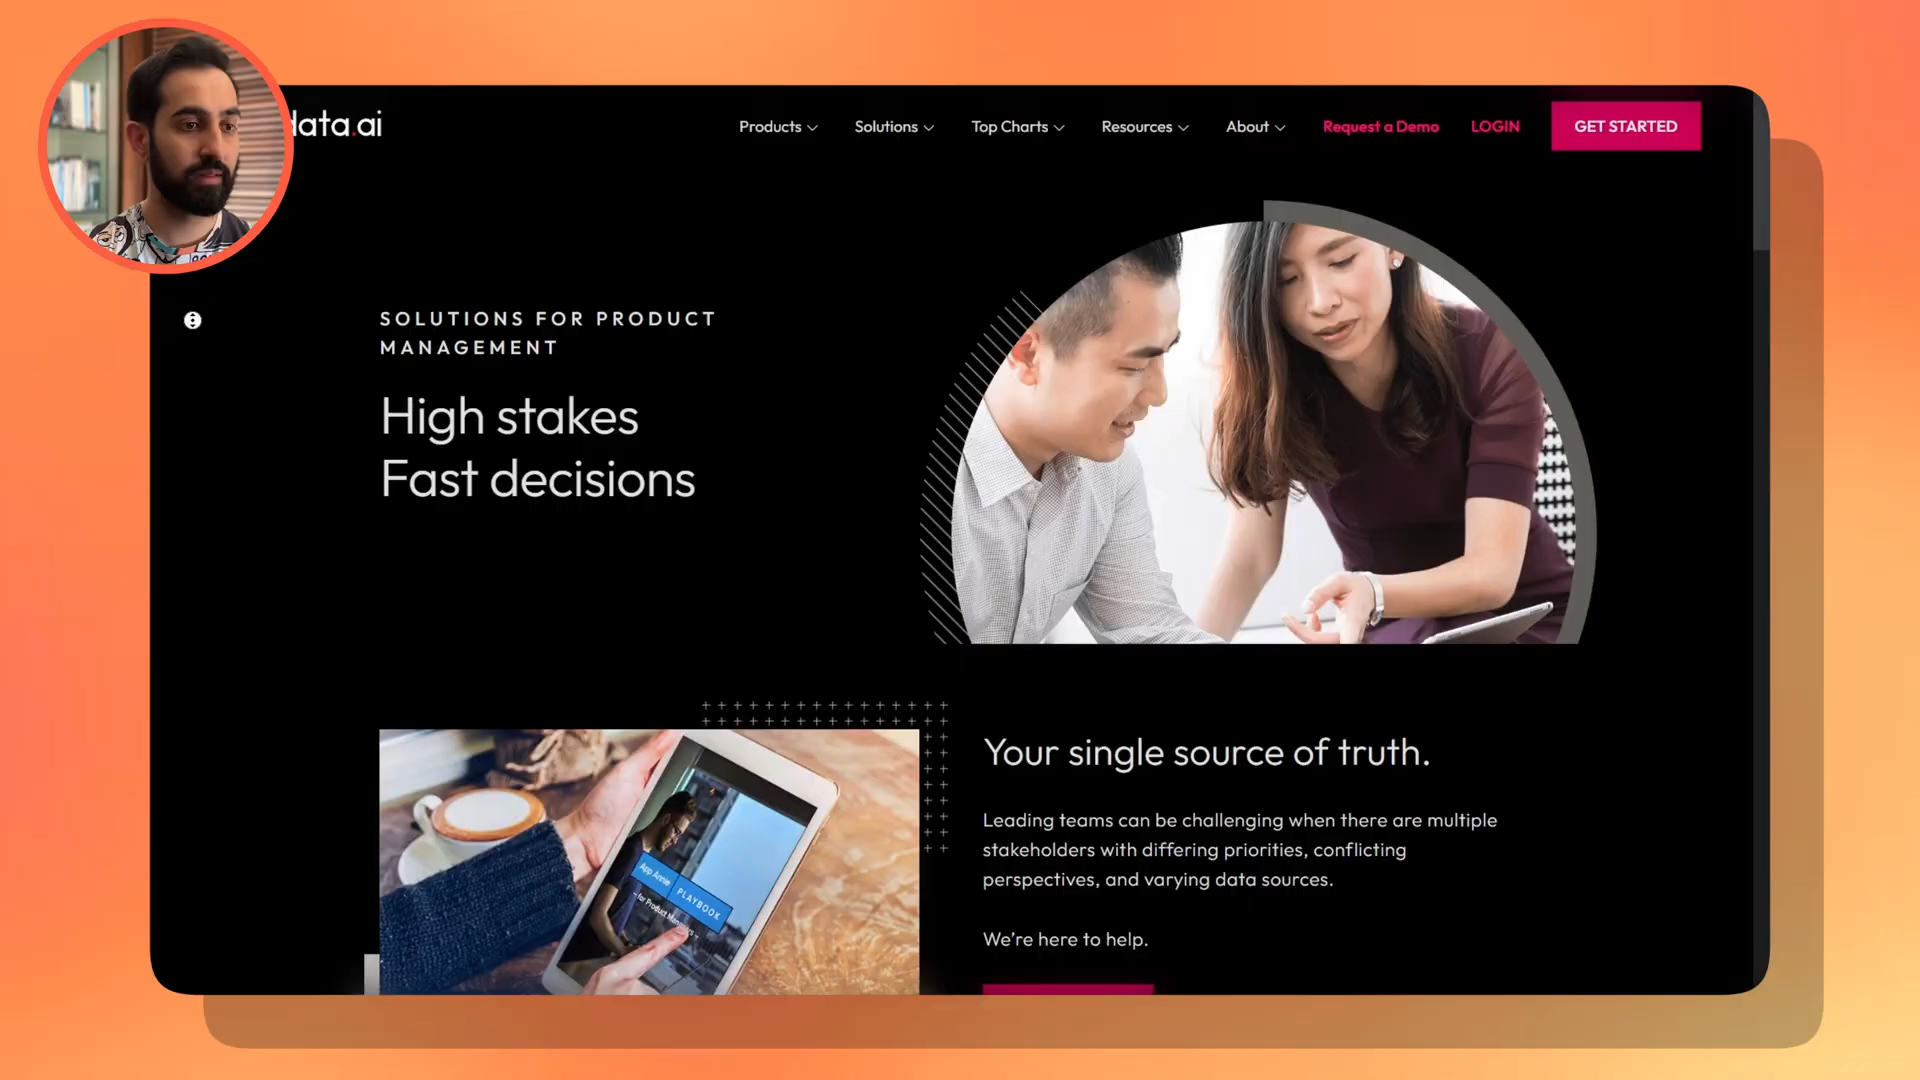 data.ai
Products
Solutions
Top Charts
Resources
About
Request a Demo
LOGIN
GET STARTED
SOLUTIONS FOR PRODUCT
MANAGEMENT
High stakes
Fast decisions
App Annie
PLAYBOOK
Your single source of truth.
Leading teams can be challenging when there are multiple
stakeholders with differing priorities, conflicting
perspectives, and varying data sources.
We're here to help.